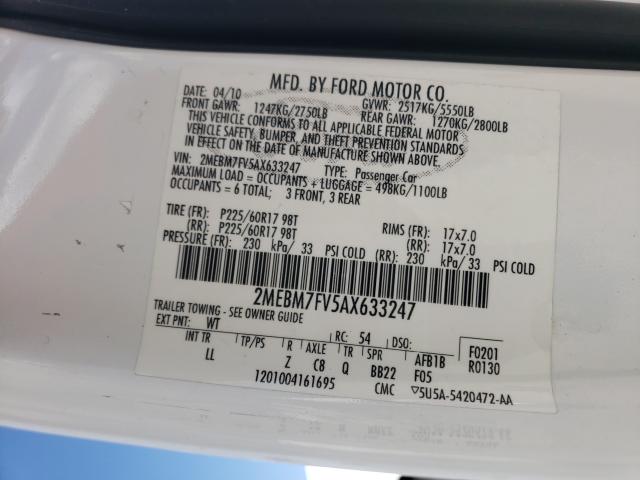 MFD. BY FORD MOTOR CO.
DATE: 04/10 GVWR: 2517KG/5550LB
FRONT GAWR: 1247KG/2750LB REAR GAWR: 1270KG/2800LB
THIS VEHICLE CONFORMS TO ALL APPLICABLE FEDERAL MOTOR
VEHICLE SAFETY, BUMPER, AND THEFT PREVENTION STANDARDS
IN EFFECT ON THE DATE OF MANUFACTURE SHOWN ABOVE.
VIN: 2MEBM7FV5AX633247 TYPE: Passenger Car
MAXIMUM LOAD = OCCUPANTS + LUGGAGE = 498KG/1100LB
OCCUPANTS = 6 TOTAL; 3 FRONT, 3 REAR
TIRE (FR): P225/60R17 98T RIMS (FR): 17x7.0
(RR): P225/60R17 98T (RR): 17x7.0
PRESSURE (FR): 230 kPa/ 33 PSI COLD (RR): 230 kPa/ 33 PSI COLD
2MEBM7FV5AX633247
TRAILER TOWING - SEE OWNER GUIDE
EXT PNT: WT RC: 54 DSO: F0201
INT TR TP/PS R AXLE TR SPR AFB1B R0130
LL Z C8 Q BB22 F05
1201004161695 CMC ▽5U5A-5420472-AA